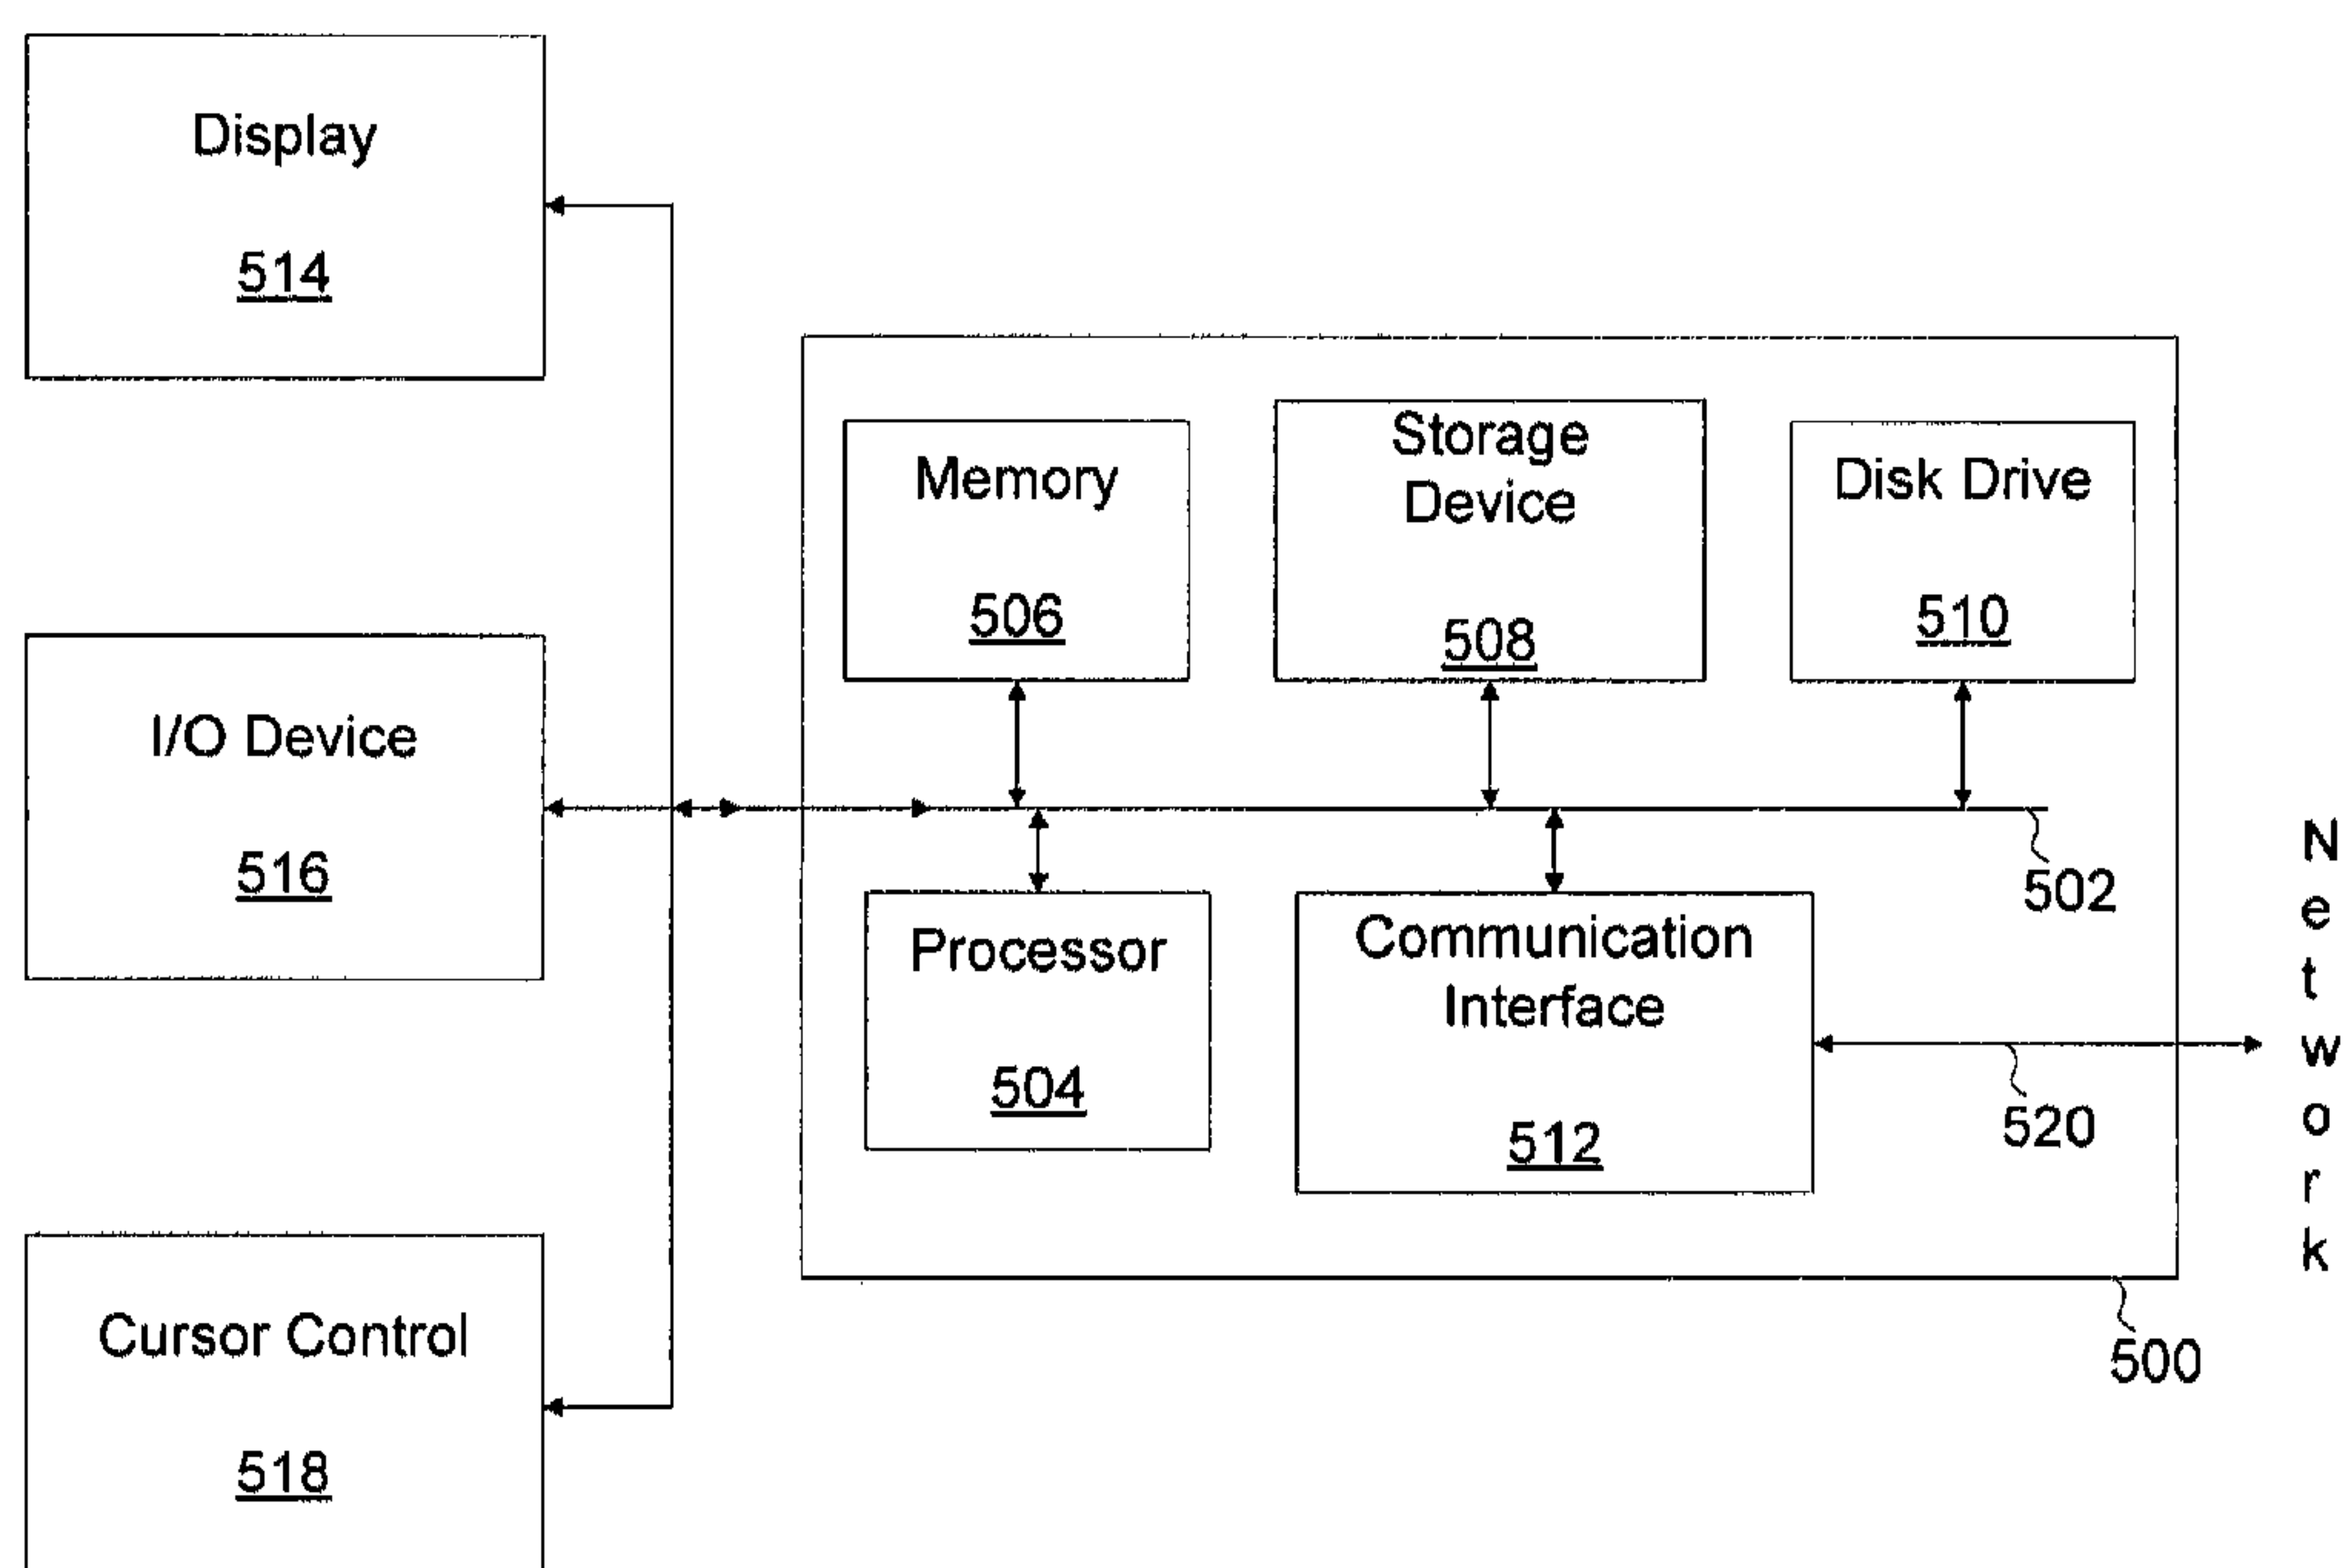 Display
514
Memory
506
Storage
Device
508
Disk Drive
510
I/O Device
516
Processor
504
Communication
Interface
512
502
520
Network
Cursor Control
518
500